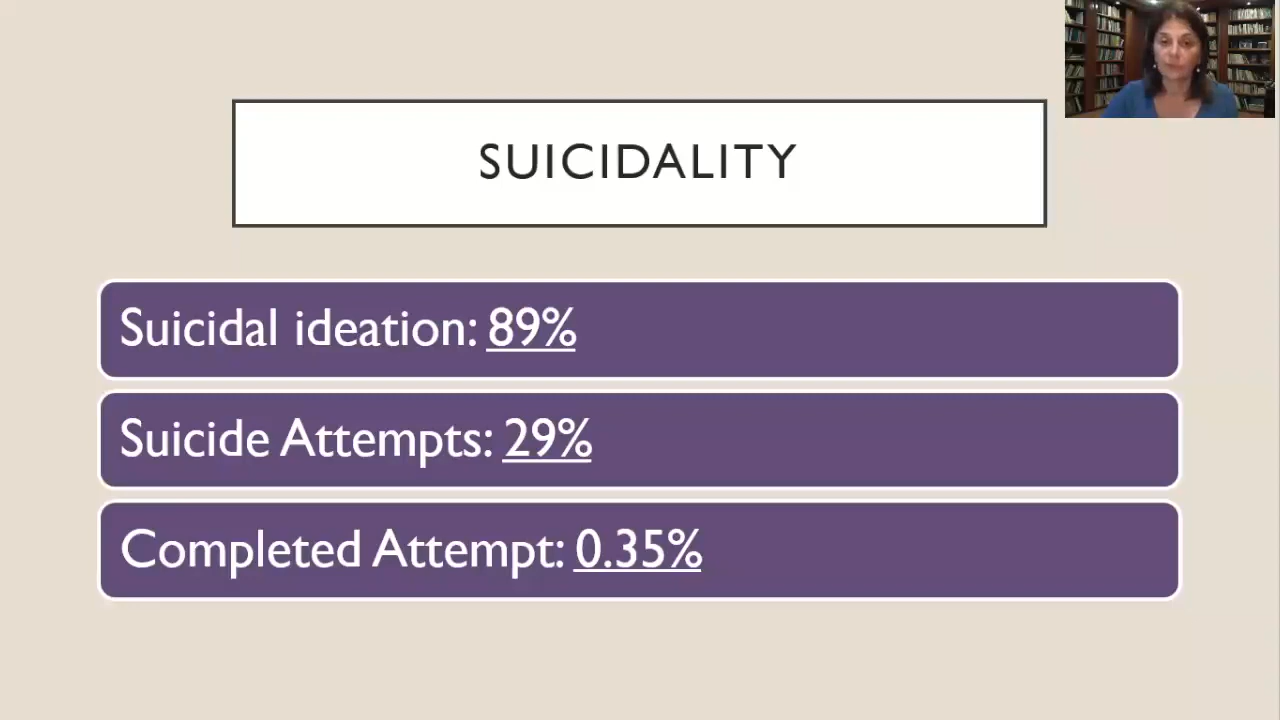 SUICIDALITY
Suicidal ideation: 89%
Suicide Attempts: 29%
Completed Attempt: 0.35%